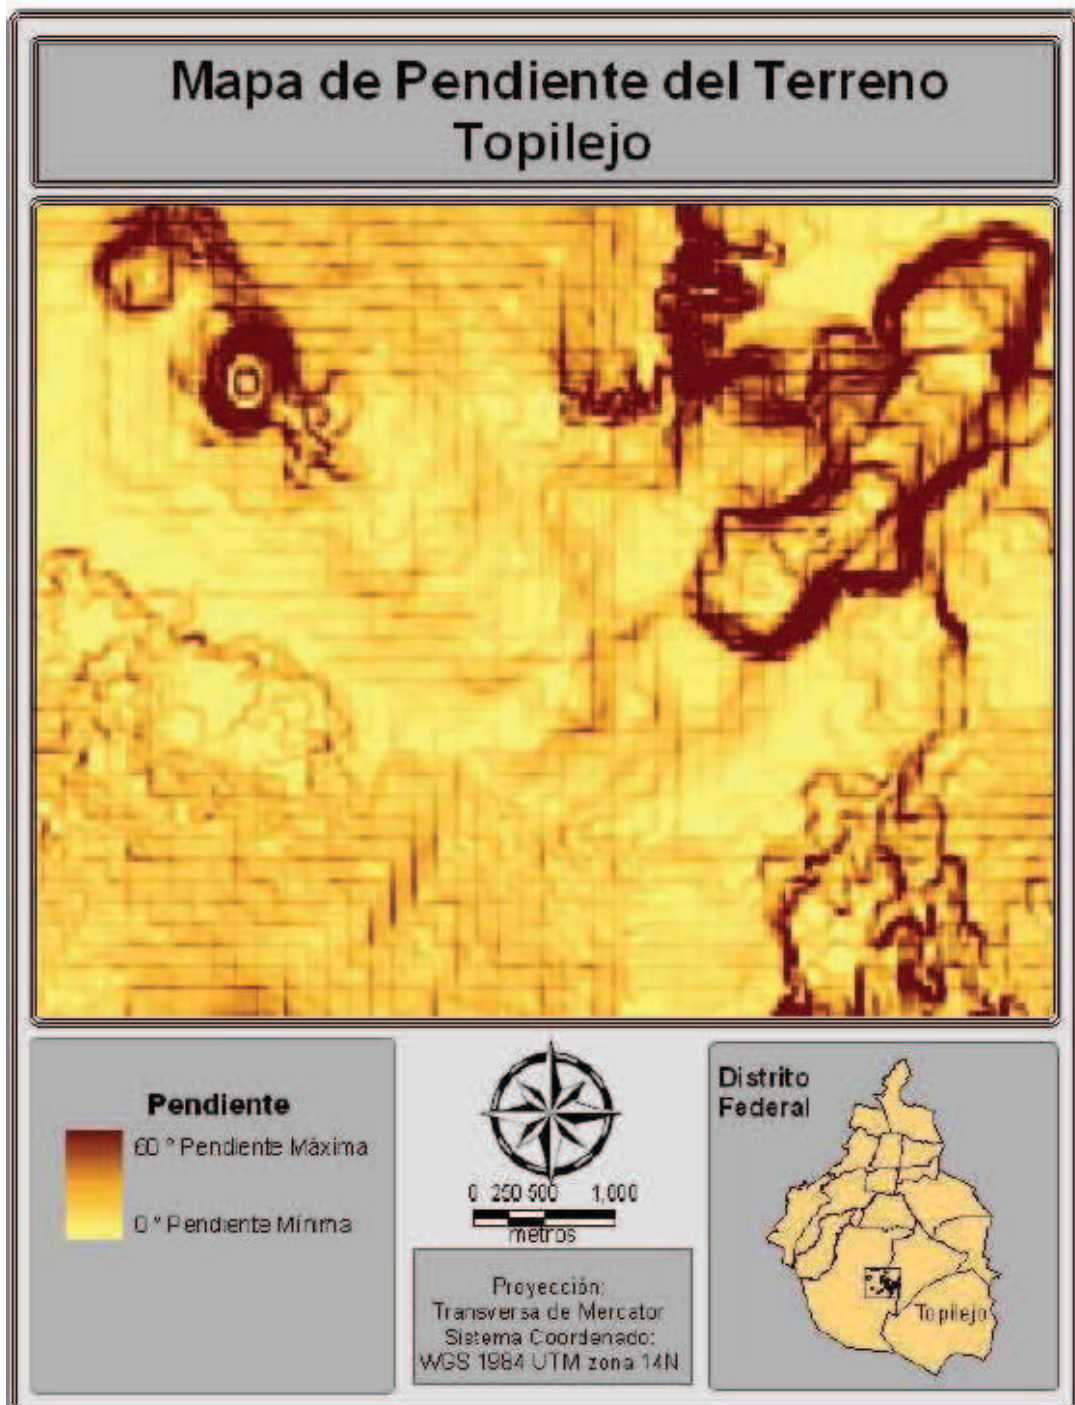 Mapa de Pendiente del Terreno
Topilejo
Pendiente
60 ° Pendiente Máxima
0 ° Pendiente Mínima
0 250 500 1,000
metros
Proyección:
Transversa de Mercator
Sistema Coordenado:
WGS 1984 UTM zona 14N
Distrito
Federal
Topilejo